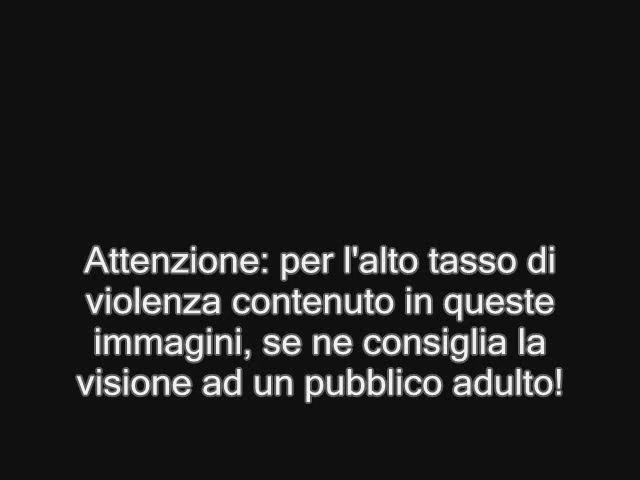 Attenzione: per l'alto tasso di
violenza contenuto in queste
immagini, se ne consiglia la
visione ad un pubblico adulto!